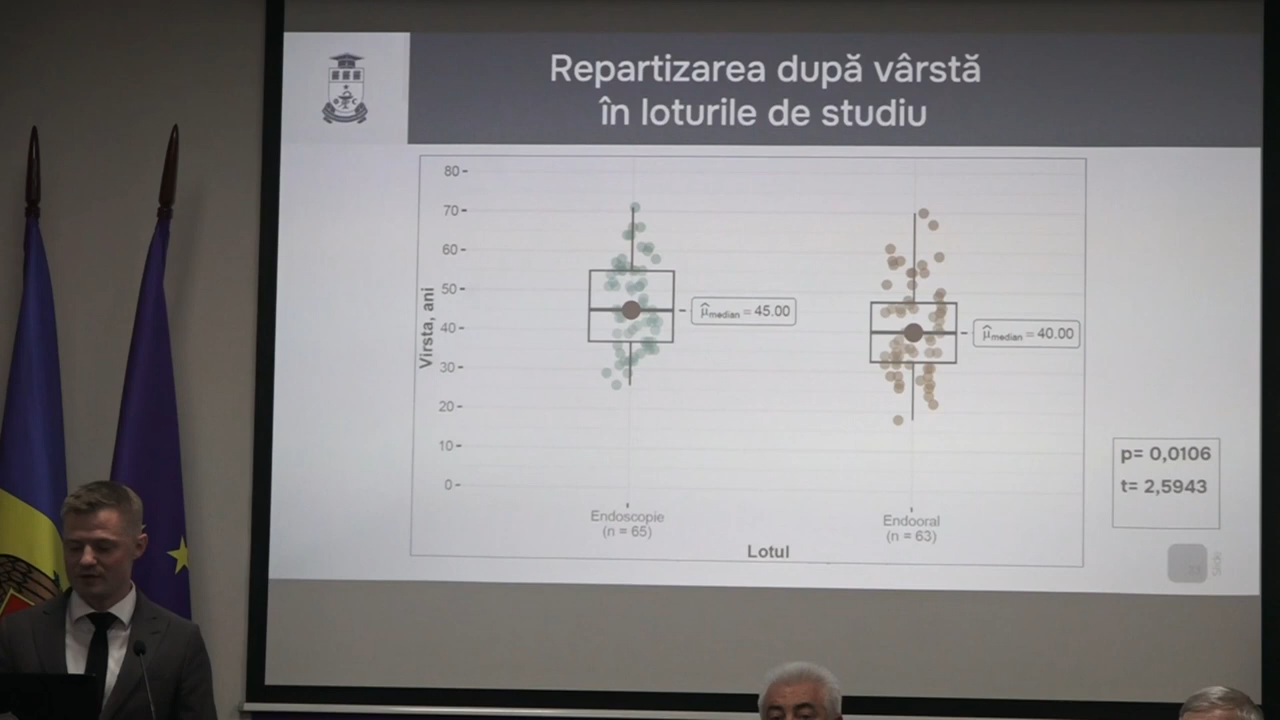 Repartizarea după vârstă
în loturile de studiu
80
70
60
50
40
30
20
10
0
Virsta, ani
μ̂median = 45.00
μ̂median = 40.00
Endoscopie
(n = 65)
Endooral
(n = 63)
Lotul
p= 0,0106
t= 2,5943